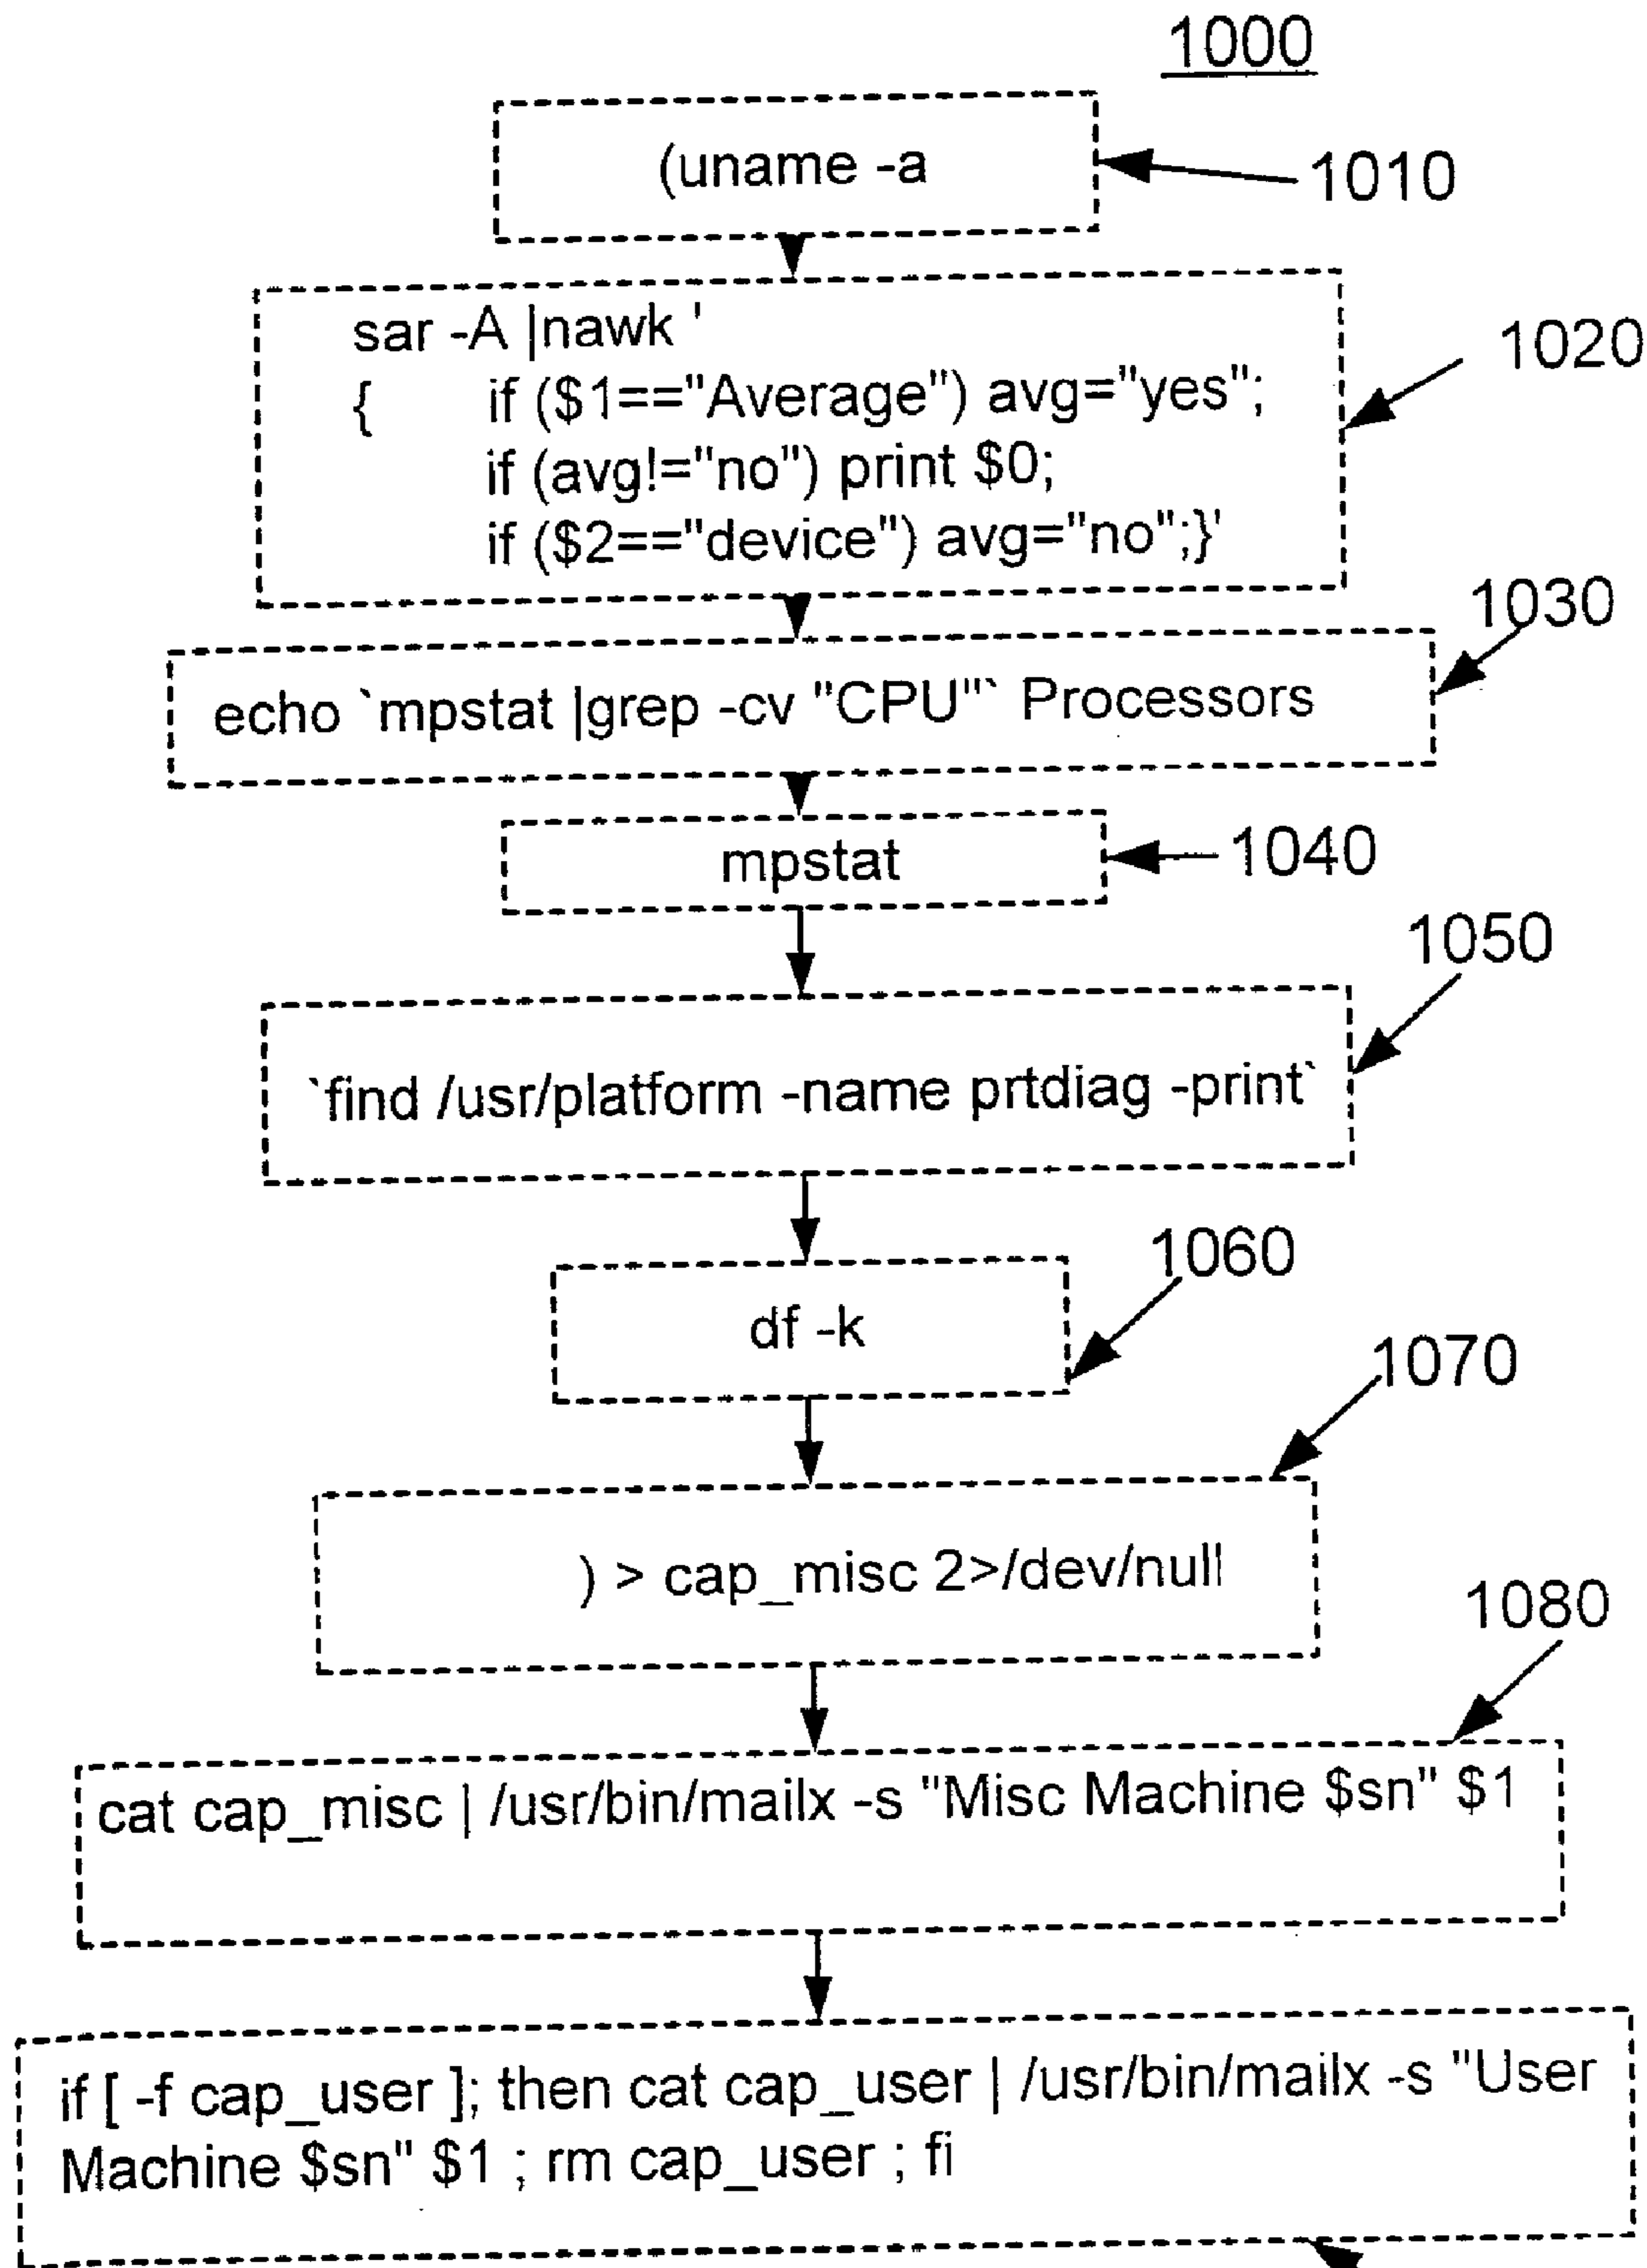 1000
(uname -a
1010
sar -A |nawk '
{ if ($1=="Average") avg="yes";
if (avg!="no") print $0;
if ($2=="device") avg="no";}'
1020
1030
echo `mpstat |grep -cv "CPU"` Processors
mpstat
1040
1050
`find /usr/platform -name prtdiag -print`
1060
df -k
1070
) > cap_misc 2>/dev/null
1080
cat cap_misc | /usr/bin/mailx -s "Misc Machine $sn" $1
if [ -f cap_user ]; then cat cap_user | /usr/bin/mailx -s "User
Machine $sn" $1 ; rm cap_user ; fi